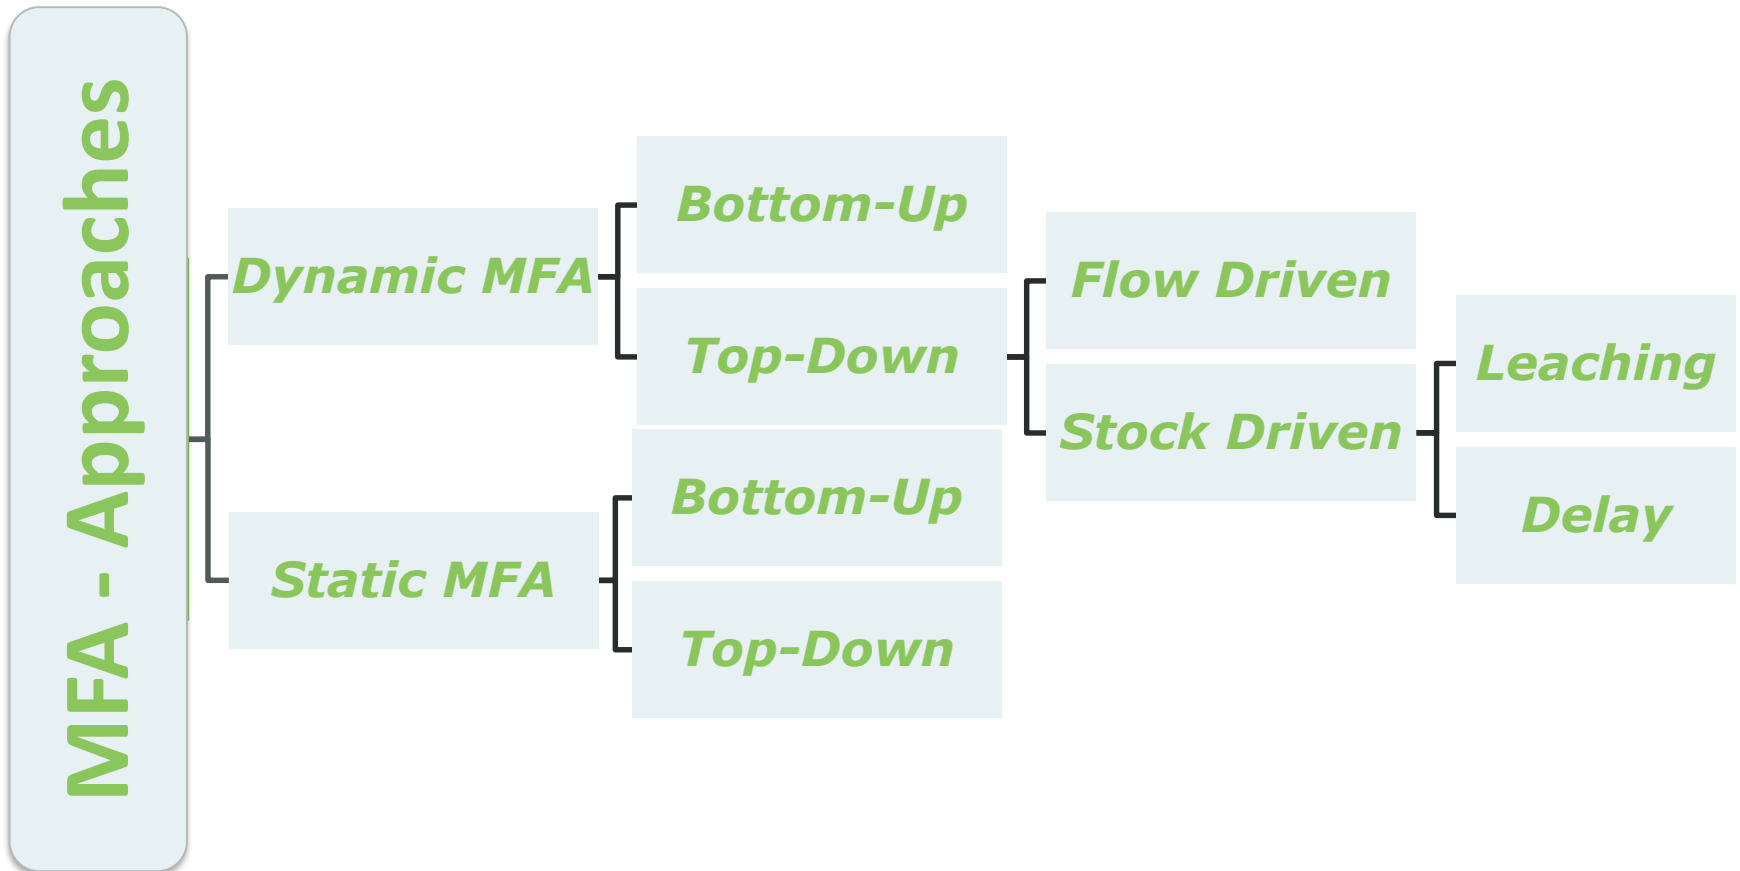 MFA - Approaches
Dynamic MFA
Bottom-Up
Top-Down
Flow Driven
Stock Driven
Leaching
Delay
Static MFA
Bottom-Up
Top-Down